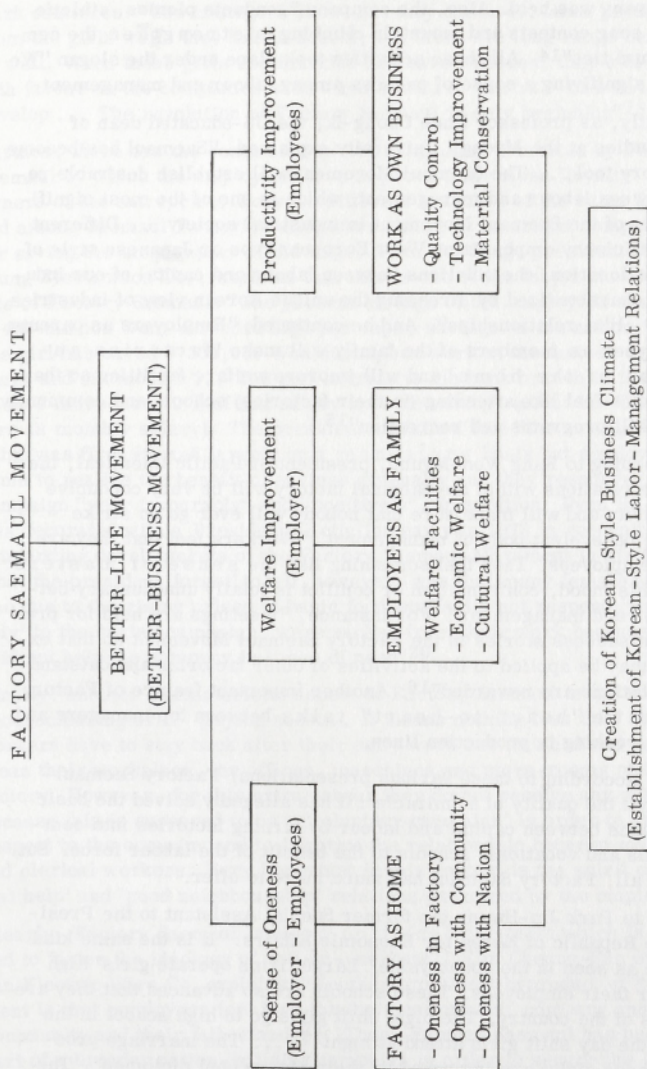 FACTORY SAEMAUL MOVEMENT
BETTER-LIFE MOVEMENT
(BETTER-BUSINESS MOVEMENT)
Sense of Oneness
(Employer - Employees)
Welfare Improvement
(Employer)
Productivity Improvement
(Employees)
FACTORY AS HOME
- Oneness in Factory
- Oneness with Community
- Oneness with Nation
EMPLOYEES AS FAMILY
- Welfare Facilities
- Economic Welfare
- Cultural Welfare
WORK AS OWN BUSINESS
- Quality Control
- Technology Improvement
- Material Conservation
Creation of Korean-Style Business Climate
(Establishment of Korean-Style Labor-Management Relations)